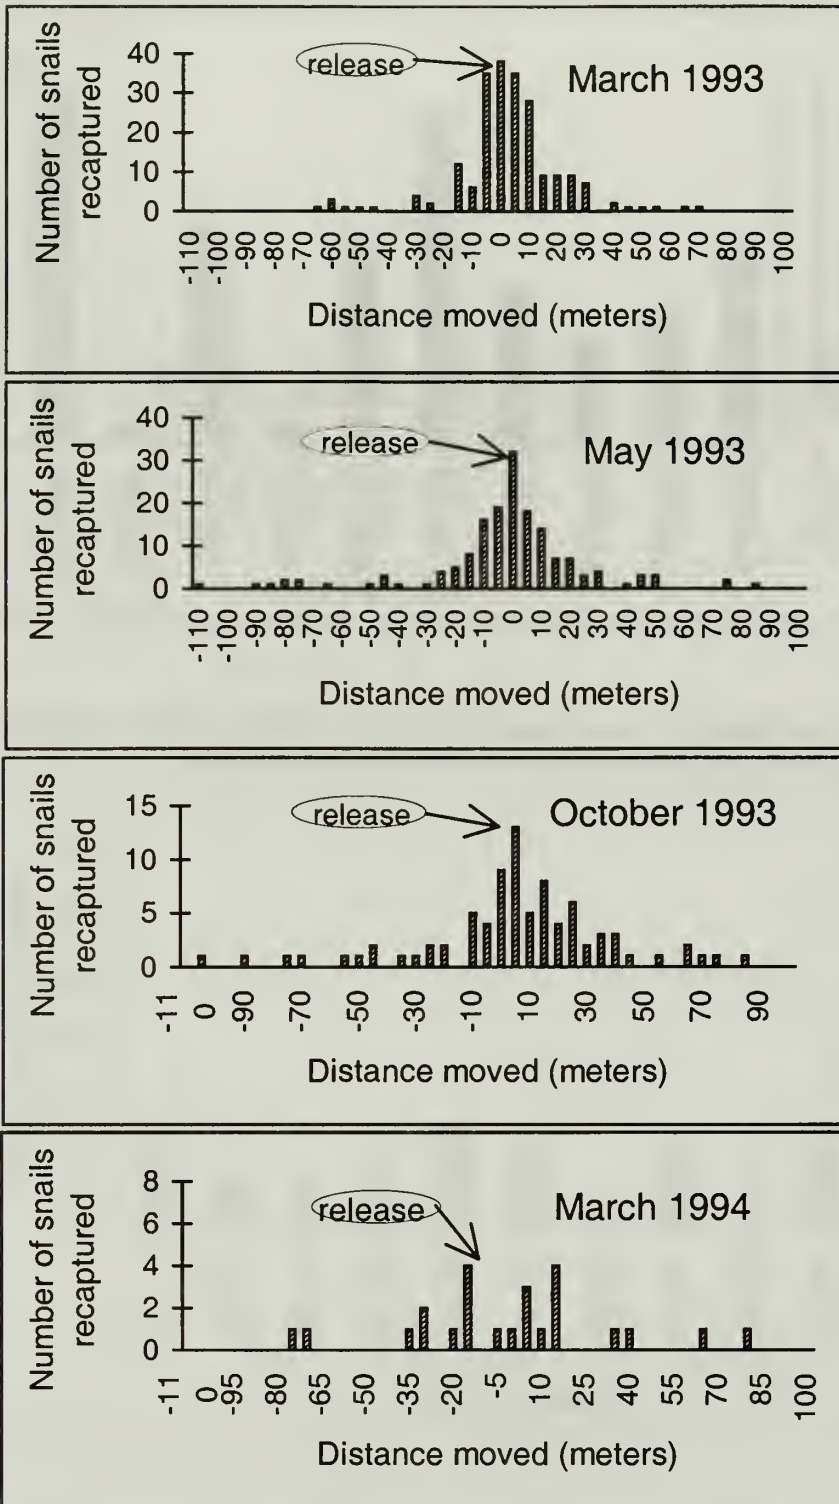 Number of snails
recaptured
40
30
20
10
0
release
March 1993
-110 -100 -90 -80 -70 -60 -50 -40 -30 -20 -10 0 10 20 30 40 50 60 70 80 90 100
Distance moved (meters)
Number of snails
recaptured
40
30
20
10
0
release
May 1993
-110 -100 -90 -80 -70 -60 -50 -40 -30 -20 -10 0 10 20 30 40 50 60 70 80 90 100
Distance moved (meters)
Number of snails
recaptured
15
10
5
0
release
October 1993
-11 0 -90 -70 -50 -30 -10 10 30 50 70 90
Distance moved (meters)
Number of snails
recaptured
8
6
4
2
0
release
March 1994
-11 0 -95 -65 -35 -20 -5 10 25 40 55 70 85 100
Distance moved (meters)